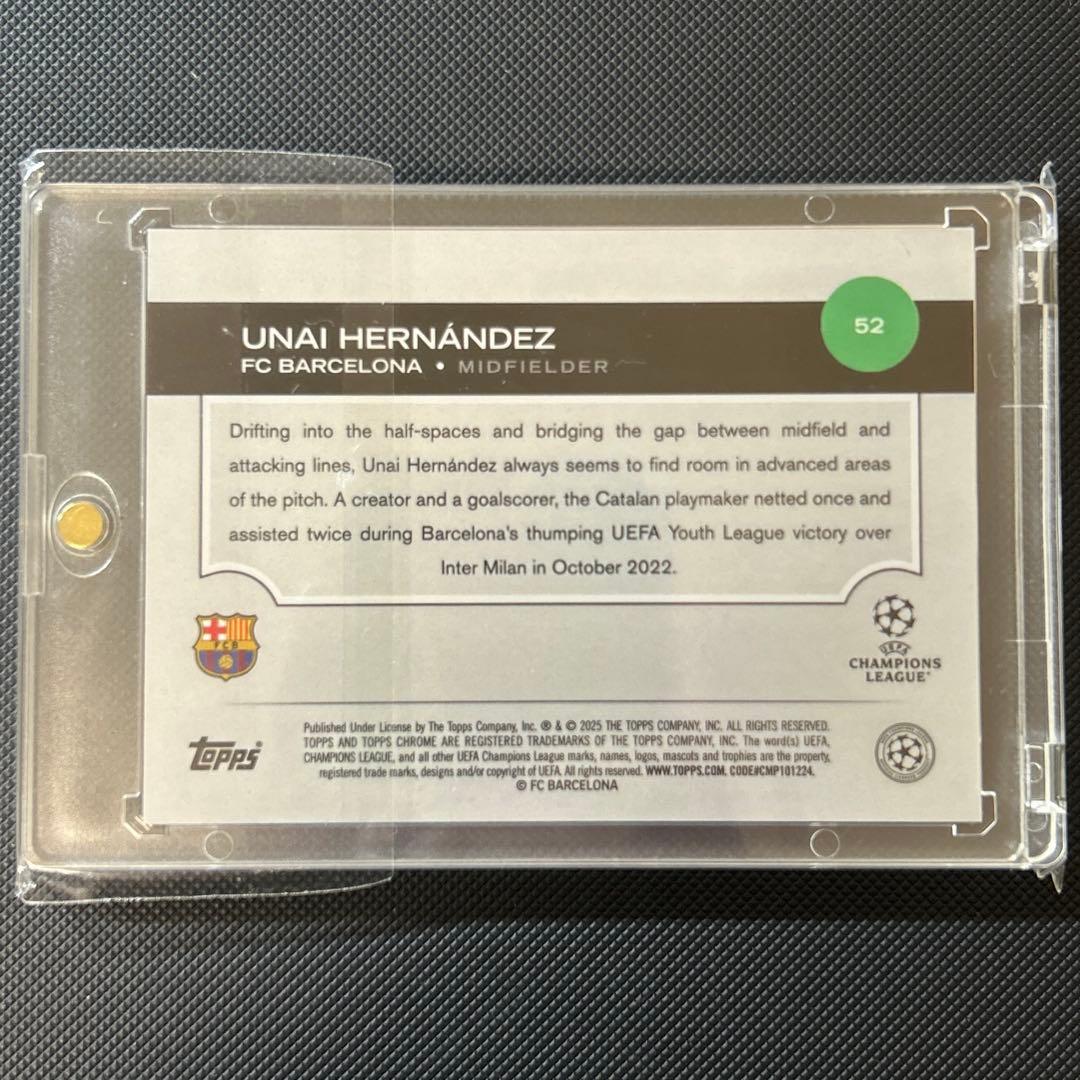 52
UNAI HERNÁNDEZ
FC BARCELONA • MIDFIELDER
Drifting into the half-spaces and bridging the gap between midfield and
attacking lines, Unai Hernández always seems to find room in advanced areas
of the pitch. A creator and a goalscorer, the Catalan playmaker netted once and
assisted twice during Barcelona's thumping UEFA Youth League victory over
Inter Milan in October 2022.
FCB
UEFA
CHAMPIONS
LEAGUE
topps
Published Under License by The Topps Company, Inc. ® & © 2025 THE TOPPS COMPANY, INC. ALL RIGHTS RESERVED.
TOPPS AND TOPPS CHROME ARE REGISTERED TRADEMARKS OF THE TOPPS COMPANY, INC. The word(s) UEFA,
CHAMPIONS LEAGUE, and all other UEFA Champions League marks, names, logos, mascots and trophies are the property,
registered trade marks, designs and/or copyright of UEFA. All rights reserved. WWW.TOPPS.COM. CODE#CMP101224.
© FC BARCELONA